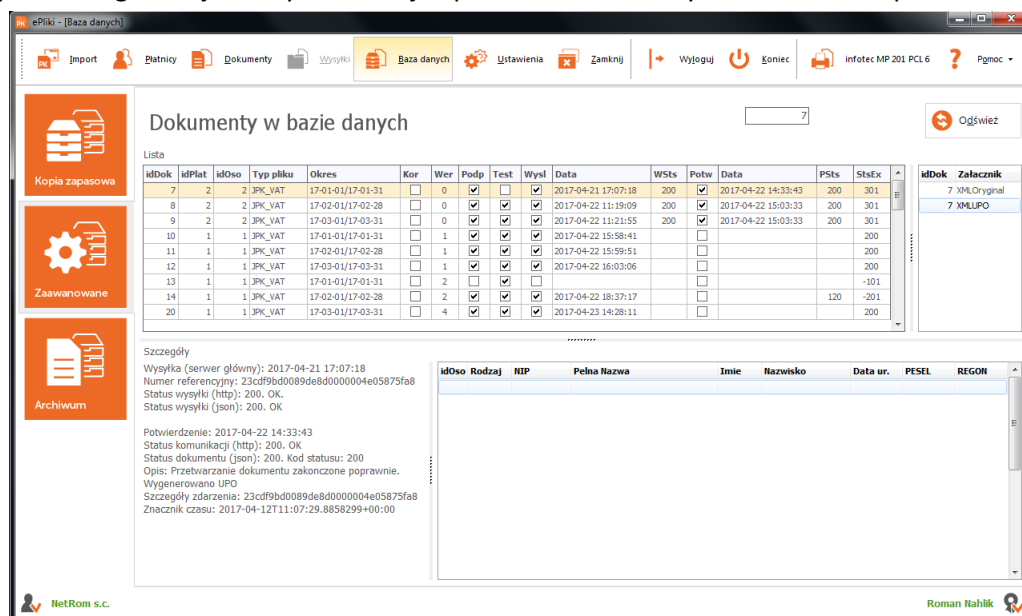 ePliki - [Baza danych]
Import Płatnicy Dokumenty Wysyłki Baza danych Ustawienia Zamknij Wyloguj Koniec infotec MP 201 PCL 6 Pomoc
Kopia zapasowa
Zaawansowane
Archiwum
Dokumenty w bazie danych
7
Odśwież
Lista
idDok idPlat idOso Typ pliku Okres Kor Wer Podp Test Wysl Data WSts Potw Data PSts StsEx
7 2 2 JPK_VAT 17-01-01/17-01-31 0 2017-04-21 17:07:18 200 2017-04-22 14:33:43 200 301
8 2 2 JPK_VAT 17-02-01/17-02-28 0 2017-04-22 11:19:09 200 2017-04-22 15:03:33 200 301
9 2 2 JPK_VAT 17-03-01/17-03-31 0 2017-04-22 11:21:55 200 2017-04-22 15:03:33 200 301
10 1 1 JPK_VAT 17-01-01/17-01-31 1 2017-04-22 15:58:41 200
11 1 1 JPK_VAT 17-02-01/17-02-28 1 2017-04-22 15:59:51 200
12 1 1 JPK_VAT 17-03-01/17-03-31 1 2017-04-22 16:03:06 200
13 1 1 JPK_VAT 17-01-01/17-01-31 2 -101
14 1 1 JPK_VAT 17-02-01/17-02-28 2 2017-04-22 18:37:17 120 -201
20 1 1 JPK_VAT 17-03-01/17-03-31 4 2017-04-23 14:28:11 200
idDok Załacznik
7 XMLOryginal
7 XMLUPO
Szczegóły
Wysyłka (serwer główny): 2017-04-21 17:07:18
Numer referencyjny: 23cdf9bd0089de8d0000004e05875fa8
Status wysyłki (http): 200. OK.
Status wysyłki (json): 200. OK
Potwierdzenie: 2017-04-22 14:33:43
Status komunikacji (http): 200. OK
Status dokumentu (json): 200. Kod statusu: 200
Opis: Przetwarzanie dokumentu zakonczone poprawnie.
Wygenerowano UPO
Szczegóły zdarzenia: 23cdf9bd0089de8d0000004e05875fa8
Znacznik czasu: 2017-04-12T11:07:29.8858299+00:00
idOso Rodzaj NIP Pelna Nazwa Imie Nazwisko Data ur. PESEL REGON
NetRom s.c.
Roman Nahlik